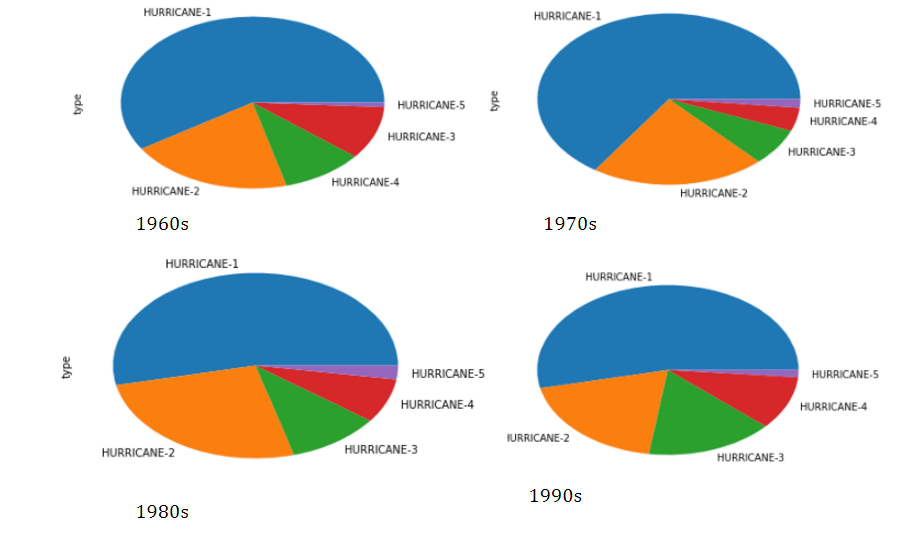 HURRICANE-1
type
HURRICANE-5
HURRICANE-3
HURRICANE-4
HURRICANE-2
1960s
HURRICANE-1
type
HURRICANE-5
HURRICANE-4
HURRICANE-3
HURRICANE-2
1970s
HURRICANE-1
type
HURRICANE-5
HURRICANE-4
HURRICANE-3
HURRICANE-2
1980s
HURRICANE-1
HURRICANE-5
HURRICANE-4
IURRICANE-2
HURRICANE-3
1990s